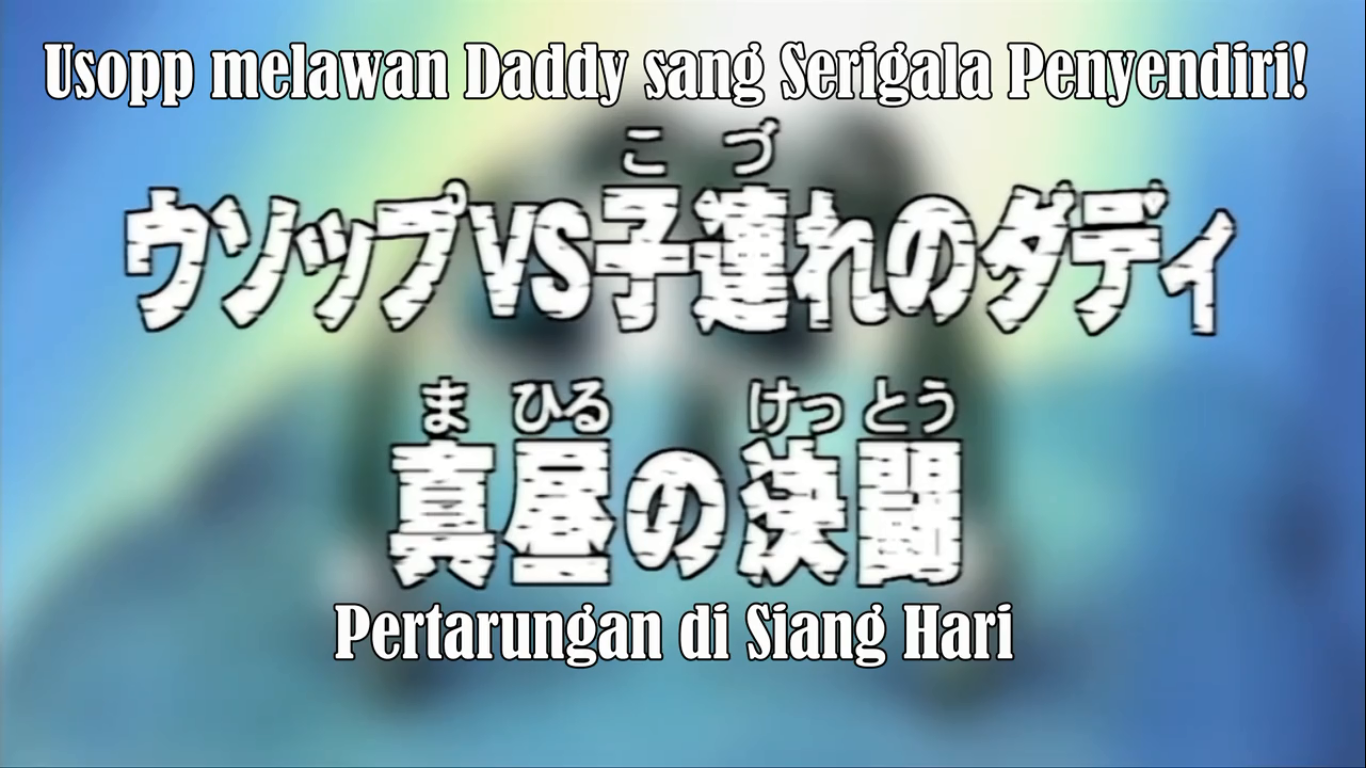 Usopp melawan Daddy sang Serigala Penyendiri!
こづ
ウソップVS子連れのダディ
まひる けっとう
真昼の決闘
Pertarungan di Siang Hari